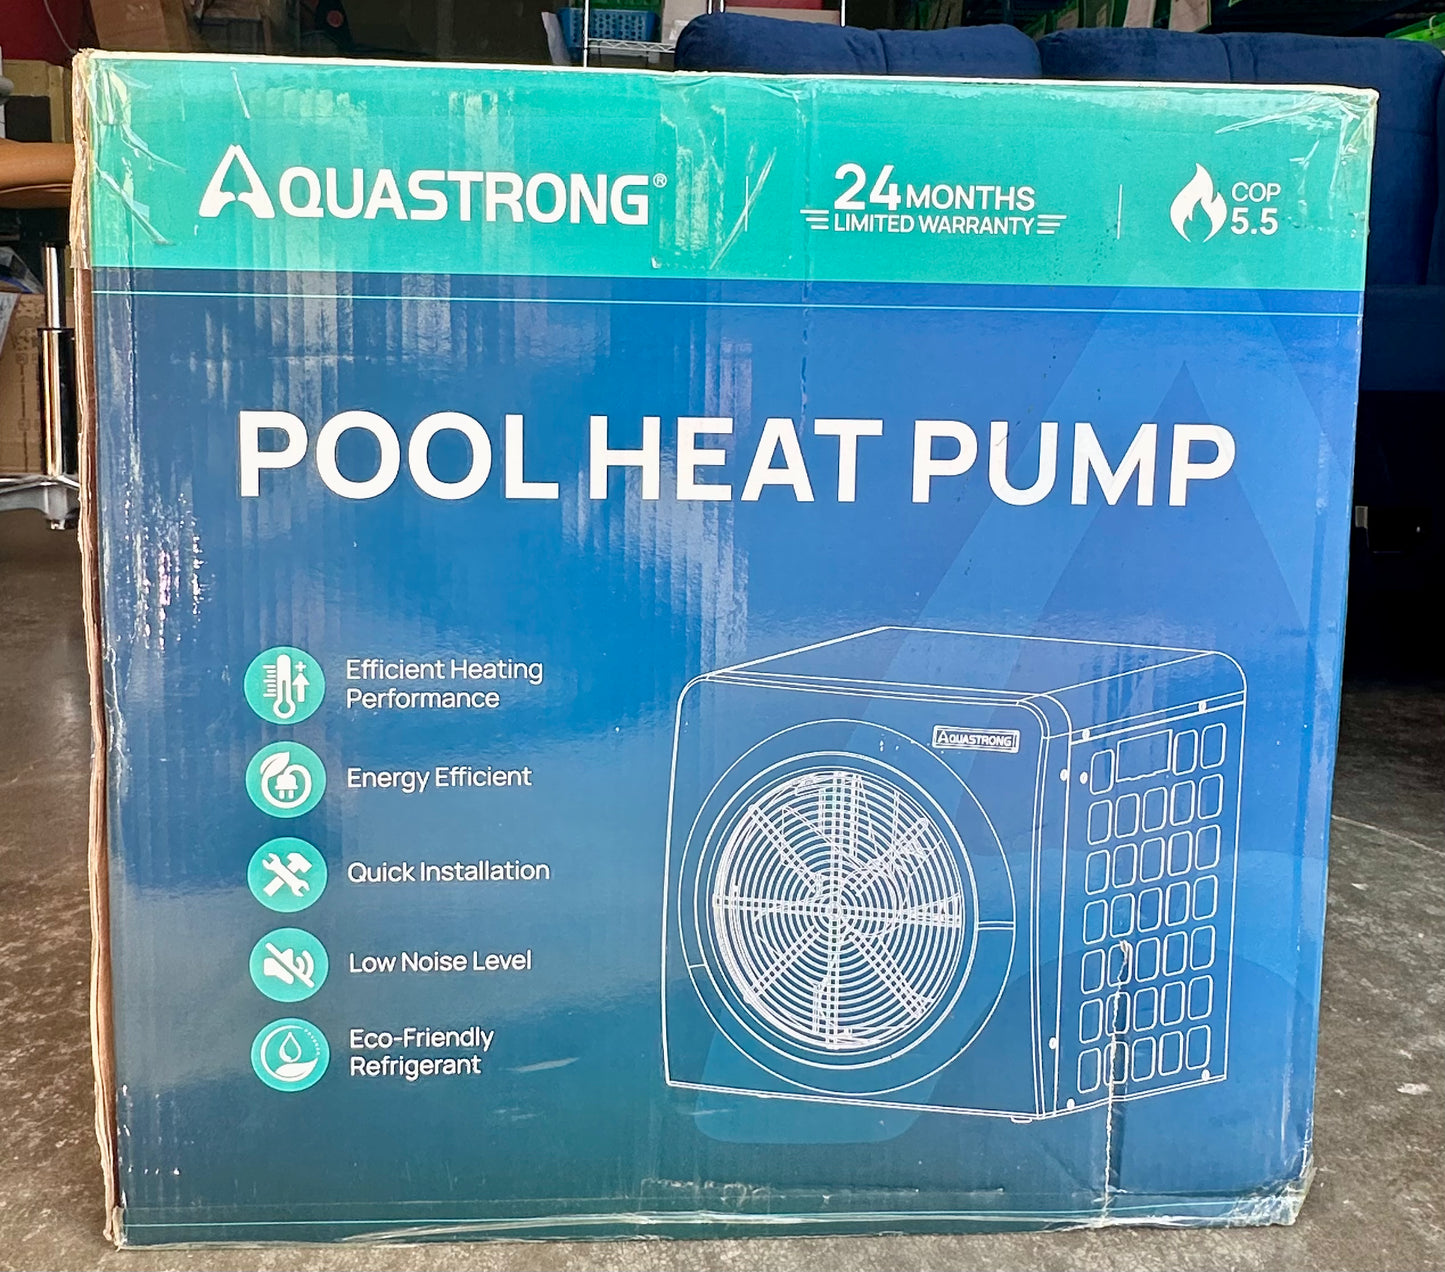 AQUASTRONG®
24 MONTHS
LIMITED WARRANTY
COP
5.5
POOL HEAT PUMP
Efficient Heating
Performance
Energy Efficient
Quick Installation
Low Noise Level
Eco-Friendly
Refrigerant
AQUASTRONG